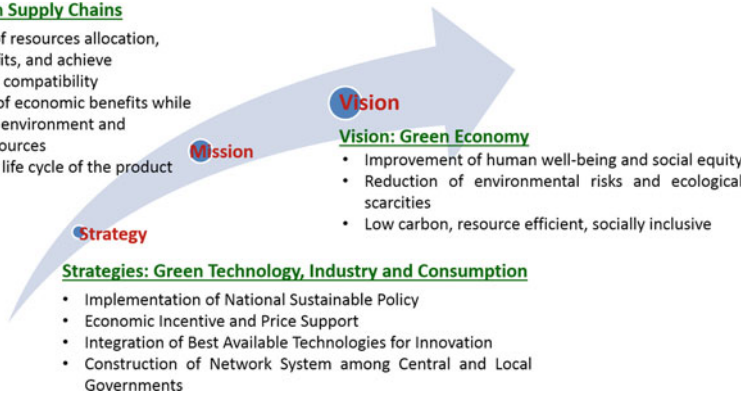 Supply Chains
of resources allocation,
and achieve
compatibility
of economic benefits while
environment and
life cycle of the product
Vision
Vision: Green Economy
• Improvement of human well-being and social equity
• Reduction of environmental risks and ecological
scarcities
• Low carbon, resource efficient, socially inclusive
Mission
Strategy
Strategies: Green Technology, Industry and Consumption
• Implementation of National Sustainable Policy
• Economic Incentive and Price Support
• Integration of Best Available Technologies for Innovation
• Construction of Network System among Central and Local
Governments